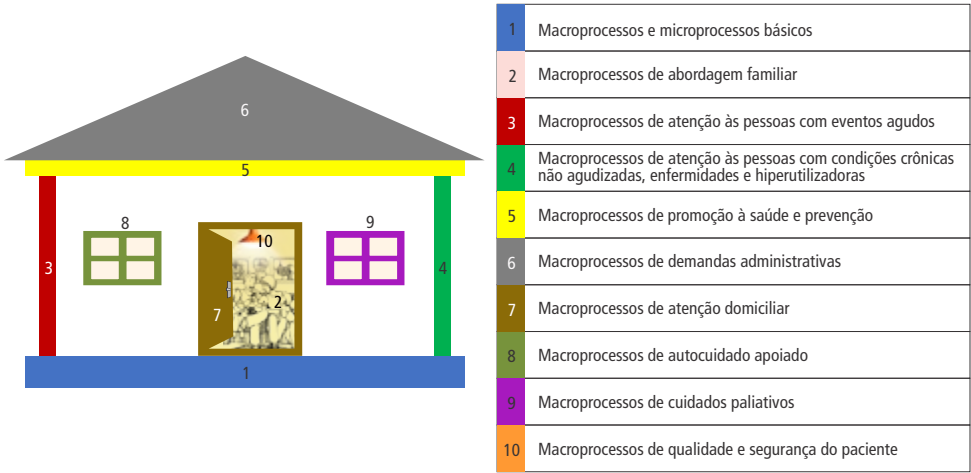 6
5
8
9
10
3
4
2
7
1
1 Macroprocessos e microprocessos básicos
2 Macroprocessos de abordagem familiar
3 Macroprocessos de atenção às pessoas com eventos agudos
4 Macroprocessos de atenção às pessoas com condições crônicas
não agudizadas, enfermidades e hiperutilizadoras
5 Macroprocessos de promoção à saúde e prevenção
6 Macroprocessos de demandas administrativas
7 Macroprocessos de atenção domiciliar
8 Macroprocessos de autocuidado apoiado
9 Macroprocessos de cuidados paliativos
10 Macroprocessos de qualidade e segurança do paciente